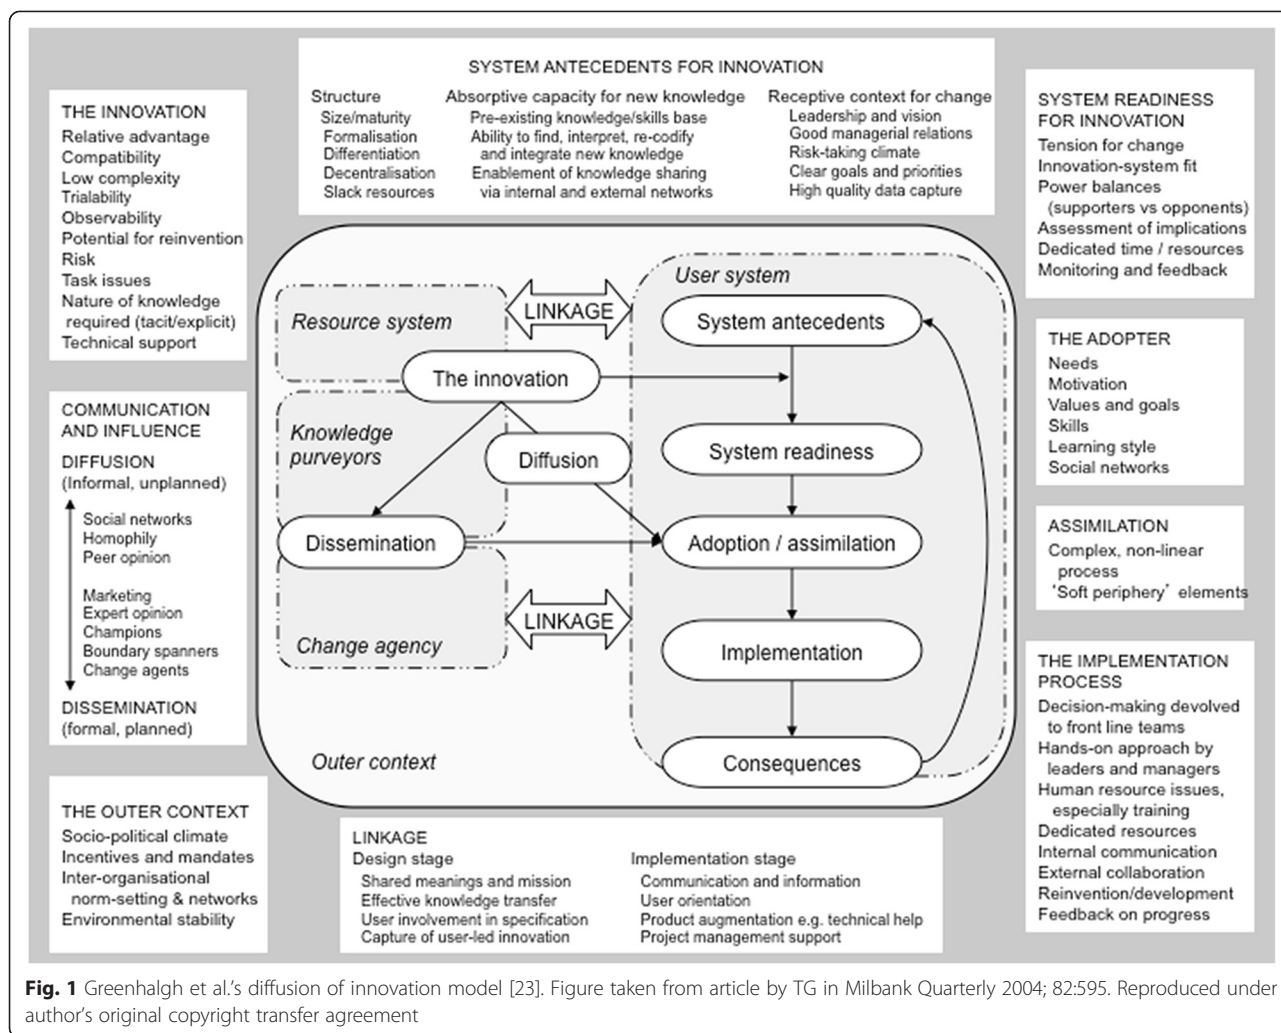 SYSTEM ANTECEDENTS FOR INNOVATION
Structure
Size/maturity
Formalisation
Differentiation
Decentralisation
Slack resources
Absorptive capacity for new knowledge
Pre-existing knowledge/skills base
Ability to find, interpret, re-codify
and integrate new knowledge
Enablement of knowledge sharing
via internal and external networks
Receptive context for change
Leadership and vision
Good managerial relations
Risk-taking climate
Clear goals and priorities
High quality data capture
THE INNOVATION
Relative advantage
Compatibility
Low complexity
Trialability
Observability
Potential for reinvention
Risk
Task issues
Nature of knowledge
required (tacit/explicit)
Technical support
COMMUNICATION
AND INFLUENCE
DIFFUSION
(Informal, unplanned)
Social networks
Homophily
Peer opinion
Marketing
Expert opinion
Champions
Boundary spanners
Change agents
DISSEMINATION
(formal, planned)
THE OUTER CONTEXT
Socio-political climate
Incentives and mandates
Inter-organisational
norm-setting & networks
Environmental stability
Resource system
The innovation
Knowledge
purveyors
Diffusion
Dissemination
Change agency
Outer context
LINKAGE
LINKAGE
User system
System antecedents
System readiness
Adoption / assimilation
Implementation
Consequences
SYSTEM READINESS
FOR INNOVATION
Tension for change
Innovation-system fit
Power balances
(supporters vs opponents)
Assessment of implications
Dedicated time / resources
Monitoring and feedback
THE ADOPTER
Needs
Motivation
Values and goals
Skills
Learning style
Social networks
ASSIMILATION
Complex, non-linear
process
'Soft periphery' elements
THE IMPLEMENTATION
PROCESS
Decision-making devolved
to front line teams
Hands-on approach by
leaders and managers
Human resource issues,
especially training
Dedicated resources
Internal communication
External collaboration
Reinvention/development
Feedback on progress
LINKAGE
Design stage
Shared meanings and mission
Effective knowledge transfer
User involvement in specification
Capture of user-led innovation
Implementation stage
Communication and information
User orientation
Product augmentation e.g. technical help
Project management support
Fig. 1 Greenhalgh et al.'s diffusion of innovation model [23]. Figure taken from article by TG in Milbank Quarterly 2004; 82:595. Reproduced under
author's original copyright transfer agreement